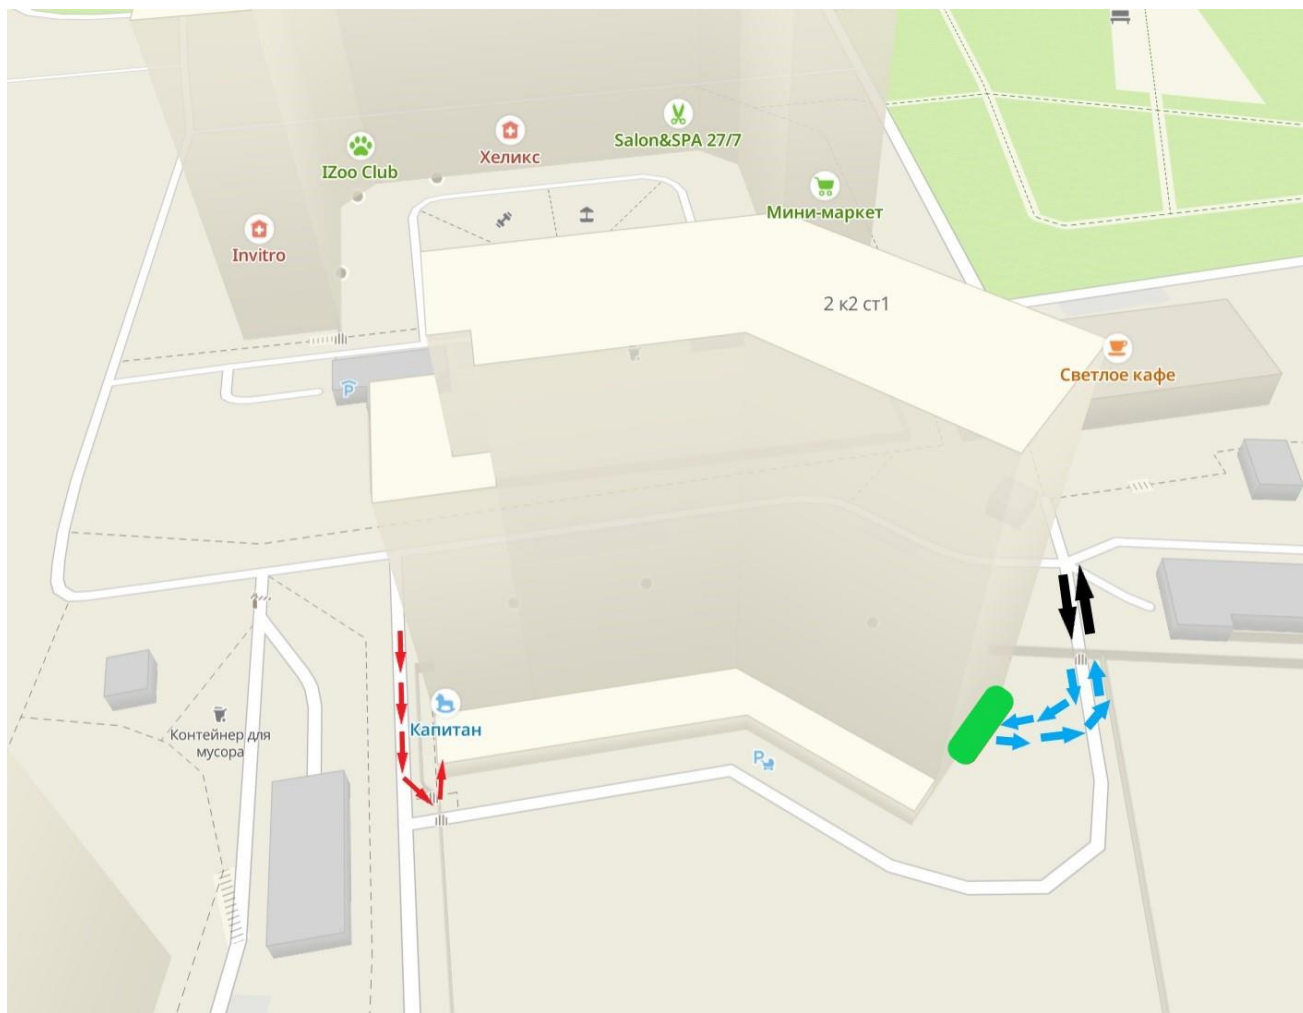 Salon&SPA 27/7
Хеликс
IZoo Club
Мини-маркет
Invitro
2 к2 ст1
Светлое кафе
P
Капитан
Контейнер для
мусора
P